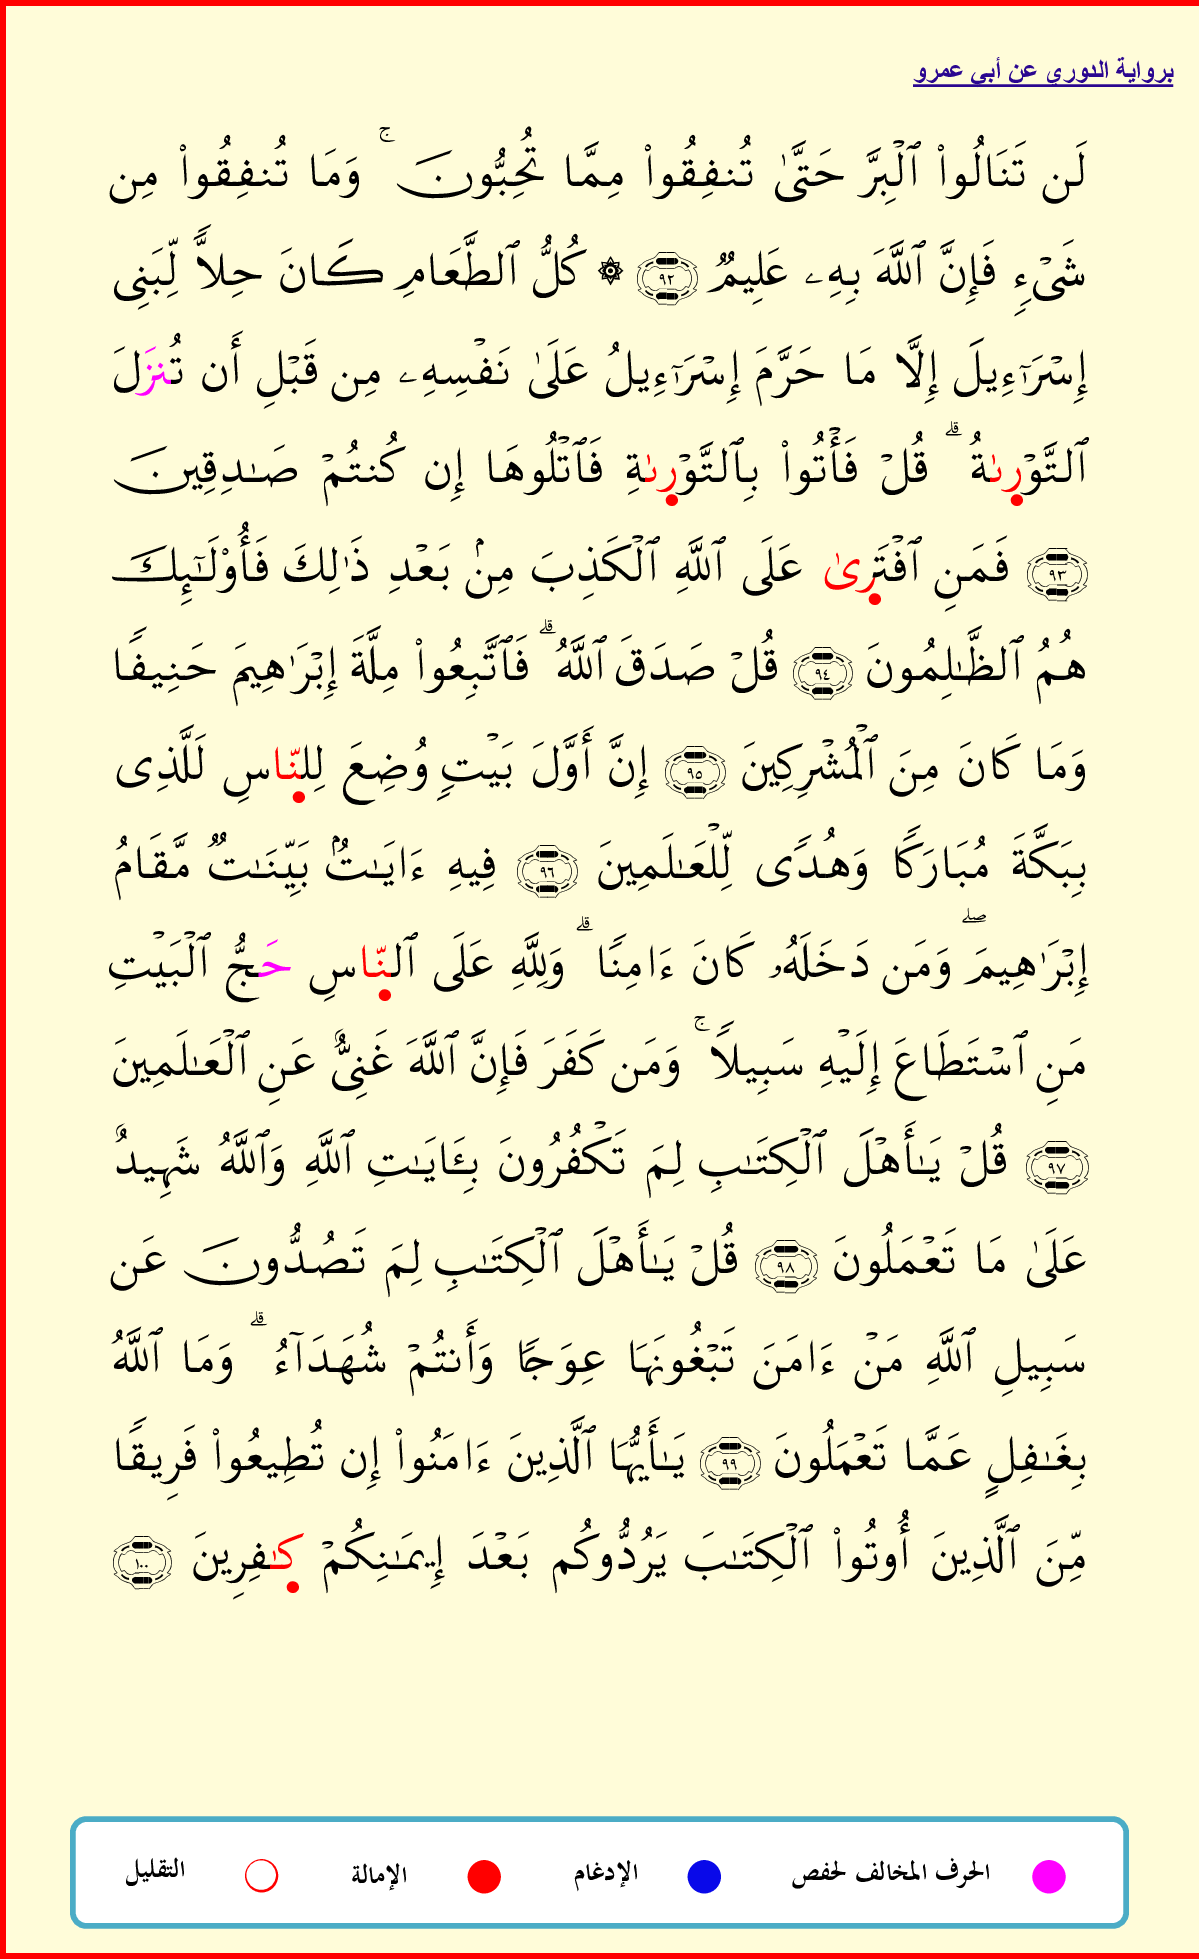 برواية الدوري عن أبي عمرو
لَن تَنَالُواْ ٱلۡبِرَّ حَتَّىٰ تُنفِقُواْ مِمَّا تُحِبُّونَۚ وَمَا تُنفِقُواْ مِن
شَيۡءٖ فَإِنَّ ٱللَّهَ بِهِۦ عَلِيمٞ ٩٢ ۞ كُلُّ ٱلطَّعَامِ كَانَ حِلّٗا لِّبَنِي
إِسۡرَـٰٓءِيلَ إِلَّا مَا حَرَّمَ إِسۡرَـٰٓءِيلُ عَلَىٰ نَفۡسِهِۦ مِن قَبۡلِ أَن تُنزَلَ
ٱلتَّوۡرىٰةُۗ قُلۡ فَأۡتُواْ بِٱلتَّوۡرىٰةِ فَٱتۡلُوهَا إِن كُنتُمۡ صَٰدِقِينَ
٩٣ فَمَنِ ٱفۡتَرىٰ عَلَى ٱللَّهِ ٱلۡكَذِبَ مِنۢ بَعۡدِ ذَٰلِكَ فَأُوْلَٰٓئِكَ
هُمُ ٱلظَّٰلِمُونَ ٩٤ قُلۡ صَدَقَ ٱللَّهُۗ فَٱتَّبِعُواْ مِلَّةَ إِبۡرَٰهِيمَ حَنِيفٗا
وَمَا كَانَ مِنَ ٱلۡمُشۡرِكِينَ ٩٥ إِنَّ أَوَّلَ بَيۡتٖ وُضِعَ لِلنّاسِ لَلَّذِي
بِبَكَّةَ مُبَارَكٗا وَهُدٗى لِّلۡعَٰلَمِينَ ٩٦ فِيهِ ءَايَٰتُۢ بَيِّنَٰتٞ مَّقَامُ
إِبۡرَٰهِيمَۖ وَمَن دَخَلَهُۥ كَانَ ءَامِنٗاۗ وَلِلَّهِ عَلَى ٱلنّاسِ حَجُّ ٱلۡبَيۡتِ
مَنِ ٱسۡتَطَاعَ إِلَيۡهِ سَبِيلٗاۚ وَمَن كَفَرَ فَإِنَّ ٱللَّهَ غَنِيٌّ عَنِ ٱلۡعَٰلَمِينَ
٩٧ قُلۡ يَٰٓأَهۡلَ ٱلۡكِتَٰبِ لِمَ تَكۡفُرُونَ بِـَٔايَٰتِ ٱللَّهِ وَٱللَّهُ شَهِيدٌ
عَلَىٰ مَا تَعۡمَلُونَ ٩٨ قُلۡ يَٰٓأَهۡلَ ٱلۡكِتَٰبِ لِمَ تَصُدُّونَ عَن
سَبِيلِ ٱللَّهِ مَنۡ ءَامَنَ تَبۡغُونَهَا عِوَجٗا وَأَنتُمۡ شُهَدَآءُۗ وَمَا ٱللَّهُ
بِغَٰفِلٍ عَمَّا تَعۡمَلُونَ ٩٩ يَٰٓأَيُّهَا ٱلَّذِينَ ءَامَنُواْ إِن تُطِيعُواْ فَرِيقٗا
مِّنَ ٱلَّذِينَ أُوتُواْ ٱلۡكِتَٰبَ يَرُدُّوكُم بَعۡدَ إِيمَٰنِكُمۡ كٰفِرِينَ ١٠٠
الحرف المخالف لحفص الإدغام الإمالة التقليل